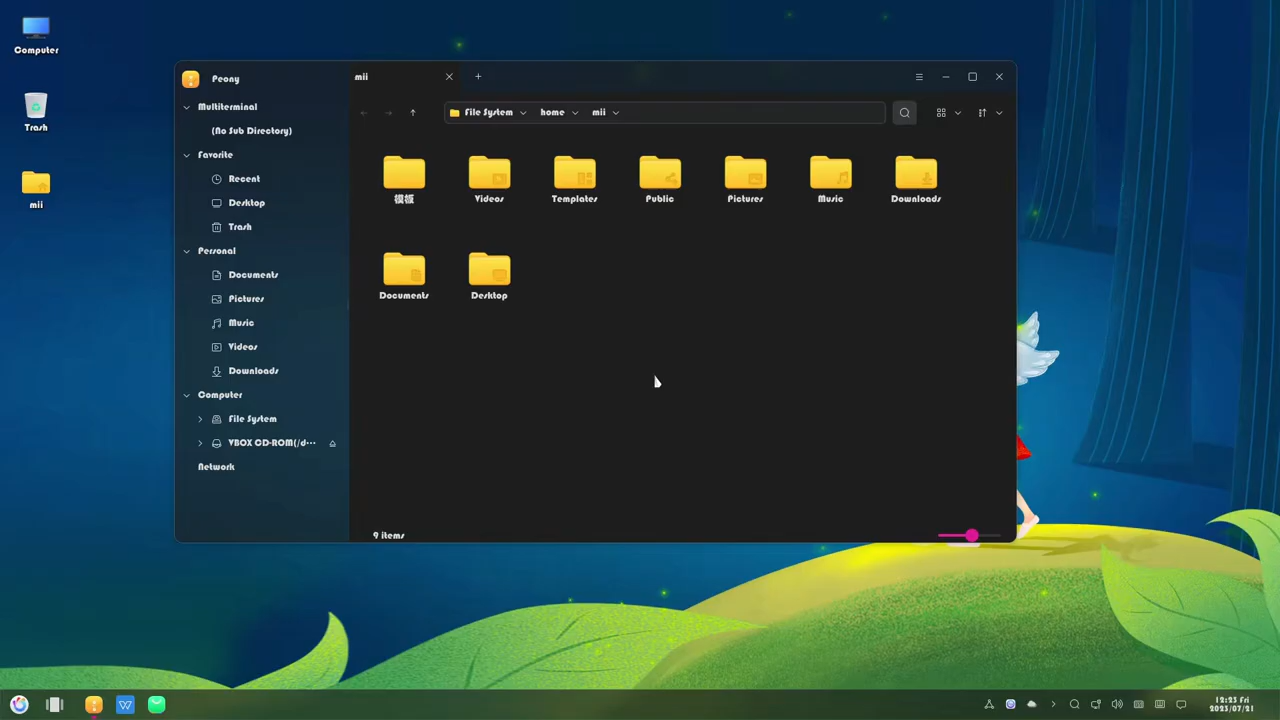 Computer
Trash
mii
Peony
Multiterminal
(No Sub Directory)
Favorite
Recent
Desktop
Trash
Personal
Documents
Pictures
Music
Videos
Downloads
Computer
File System
VBOX CD-ROM(/d···
Network
mii
File System
home
mii
模板
Videos
Templates
Public
Pictures
Music
Downloads
Documents
Desktop
9 items
12:23 Fri
2023/07/21